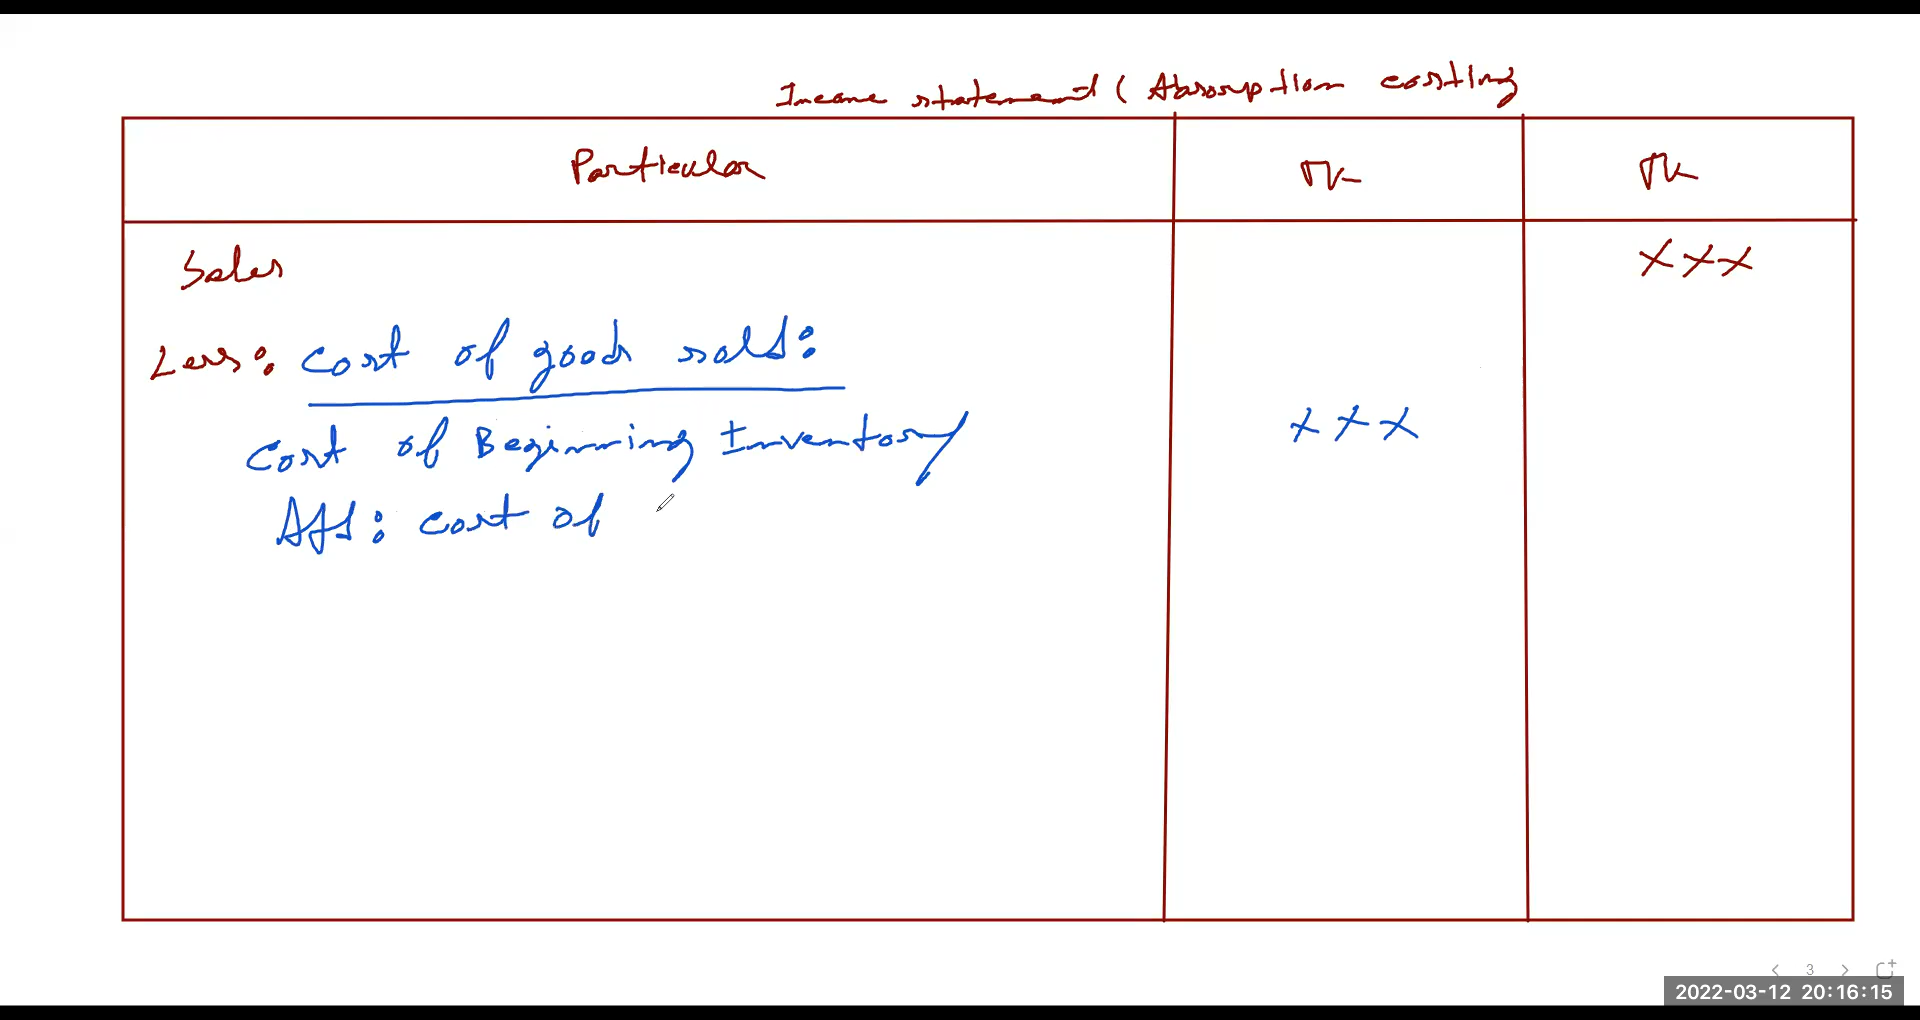 Income statement ( Absorption costing
Particular Tk Tk
Sales xxx
Less: Cost of goods sold:
Cost of Beginning Inventory xxx
Add: cost of
3
2022-03-12 20:16:15